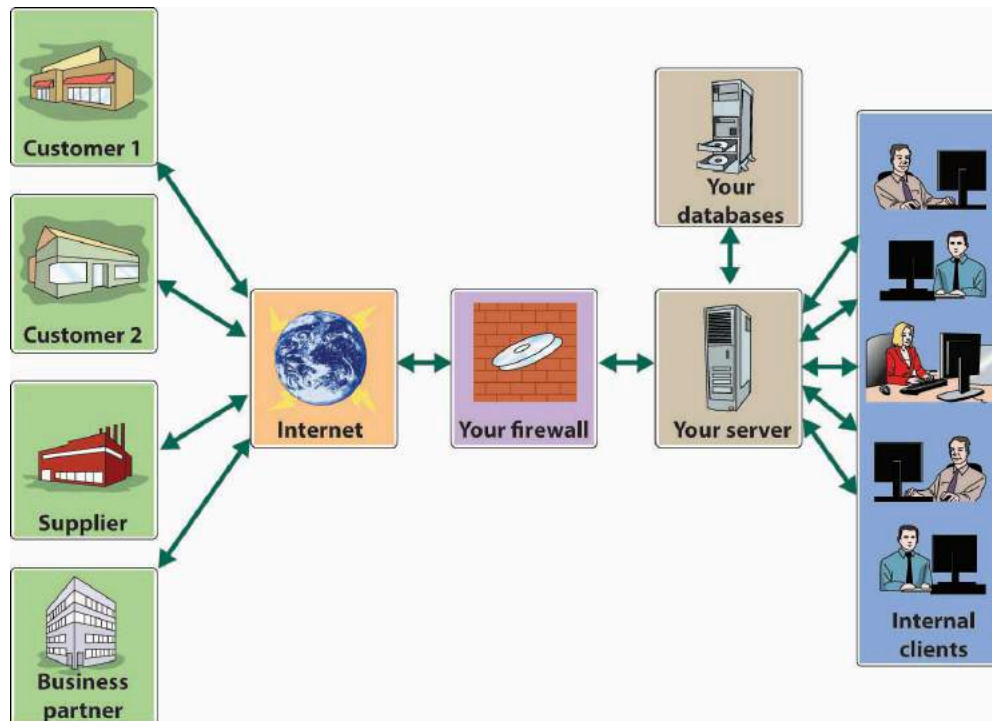 Customer 1
Customer 2
Supplier
Business
partner
Internet
Your firewall
Your
databases
Your server
Internal
clients